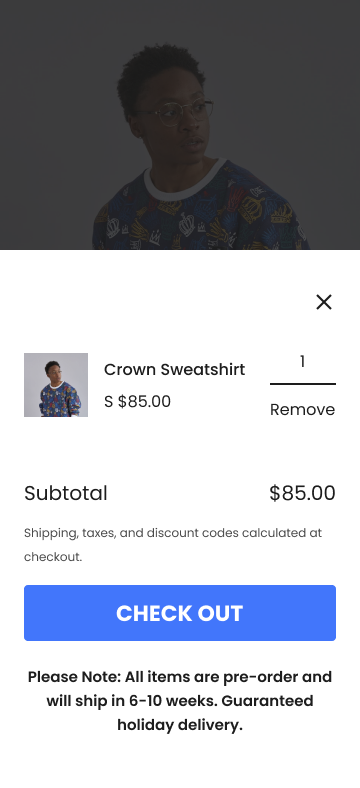 Crown Sweatshirt
S $85.00
1
Remove
Subtotal
$85.00
Shipping, taxes, and discount codes calculated at
checkout.
CHECK OUT
Please Note: All items are pre-order and
will ship in 6-10 weeks. Guaranteed
holiday delivery.